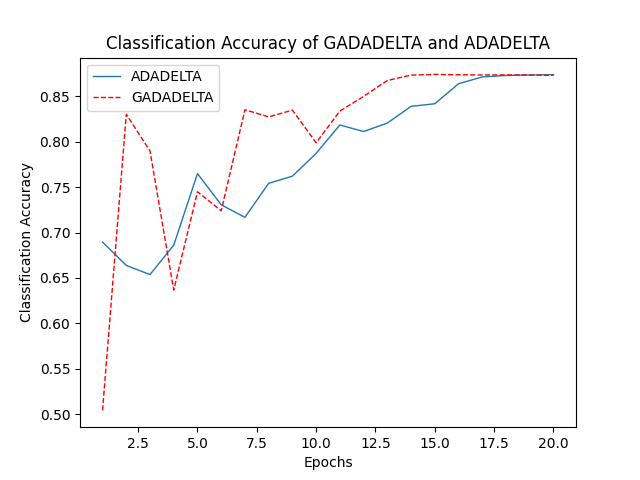 Classification Accuracy of GADADELTA and ADADELTA
ADADELTA
GADADELTA
Classification Accuracy
0.85
0.80
0.75
0.70
0.65
0.60
0.55
0.50
2.5 5.0 7.5 10.0 12.5 15.0 17.5 20.0
Epochs